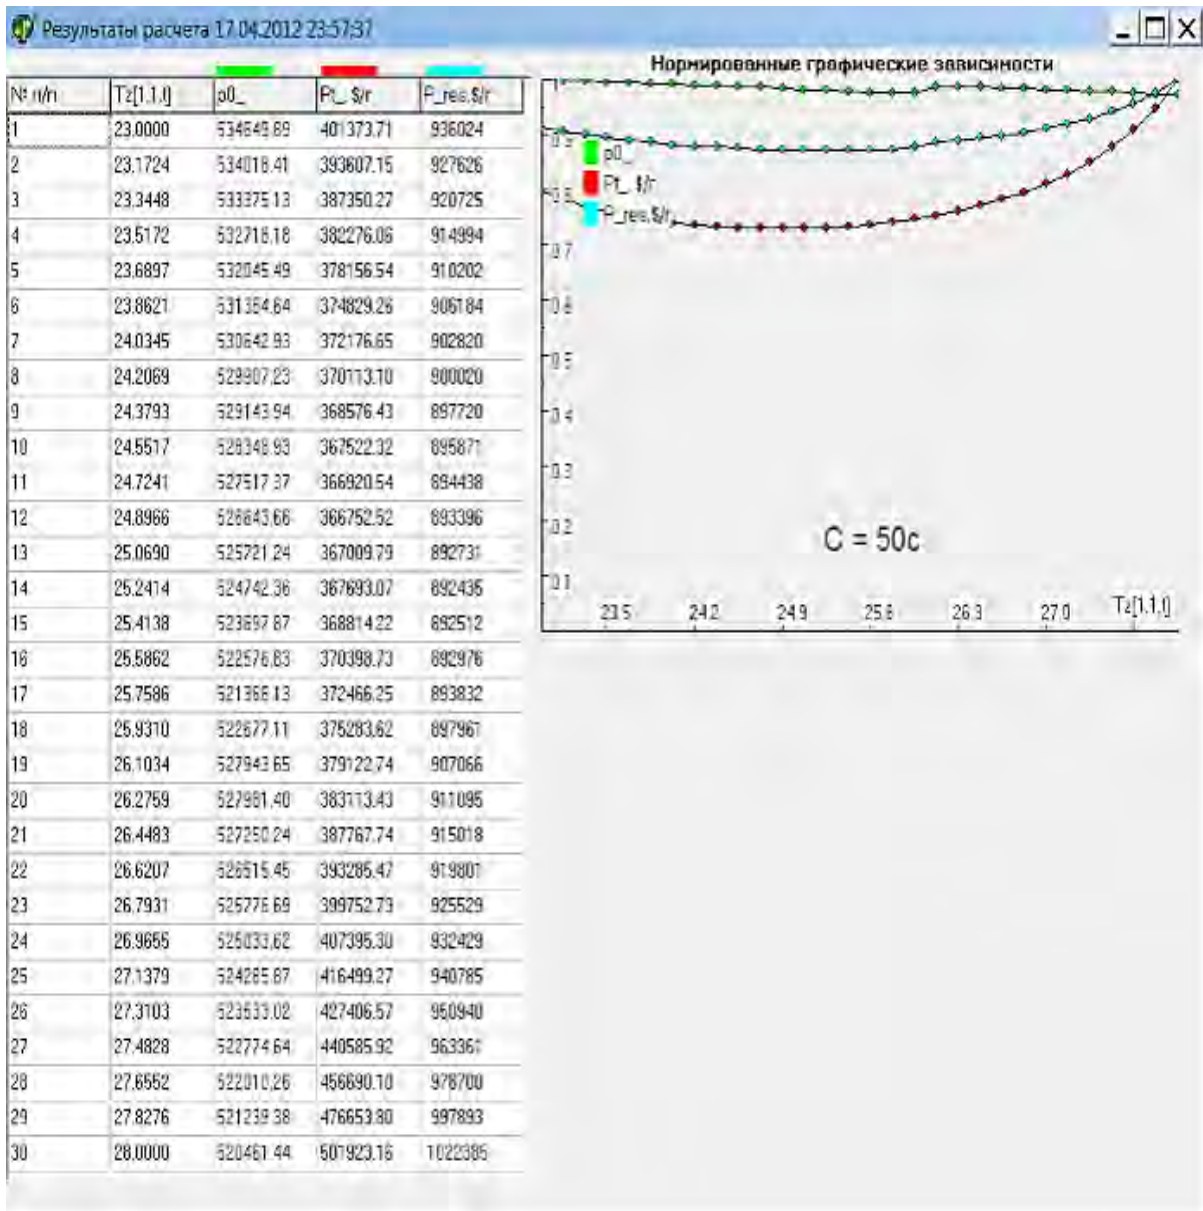 Результаты расчета 17.04.2012 23:57:37
№ п/п Tz[1.1.I] p0_ Pt_ $/г P_res.$/г
1 23.0000 534649.89 401373.71 936024
2 23.1724 534018.41 393607.15 927626
3 23.3448 533375.13 387350.27 920725
4 23.5172 532718.18 382276.06 914994
5 23.6897 532045.49 378156.54 910202
6 23.8621 531354.64 374829.26 906184
7 24.0345 530642.93 372176.65 902820
8 24.2069 529907.23 370113.10 900020
9 24.3793 529143.94 368576.43 897720
10 24.5517 528348.93 367522.32 895871
11 24.7241 527517.37 366920.54 894438
12 24.8966 526643.66 366752.52 893396
13 25.0690 525721.24 367009.79 892731
14 25.2414 524742.36 367693.07 892435
15 25.4138 523697.87 368814.22 892512
16 25.5862 522576.83 370398.73 892976
17 25.7586 521366.13 372466.25 893832
18 25.9310 522677.11 375283.62 897961
19 26.1034 527943.65 379122.74 907066
20 26.2759 527981.40 383113.43 911095
21 26.4483 527250.24 387767.74 915018
22 26.6207 526515.45 393285.47 919801
23 26.7931 525776.69 399752.73 925529
24 26.9655 525033.62 407395.30 932429
25 27.1379 524285.87 416499.27 940785
26 27.3103 523533.02 427406.57 950940
27 27.4828 522774.64 440585.92 963361
28 27.6552 522010.26 456690.10 978700
29 27.8276 521239.38 476653.80 997893
30 28.0000 520461.44 501923.16 1022385
Нормированные графические зависимости
1
0.9
p0_
Pt_ $/г
0.8
P_res.$/г
0.7
0.6
0.5
0.4
0.3
0.2
C = 50c
0.1
24.2 24.9 25.6 26.3 27.0 Tz[1.1.I]